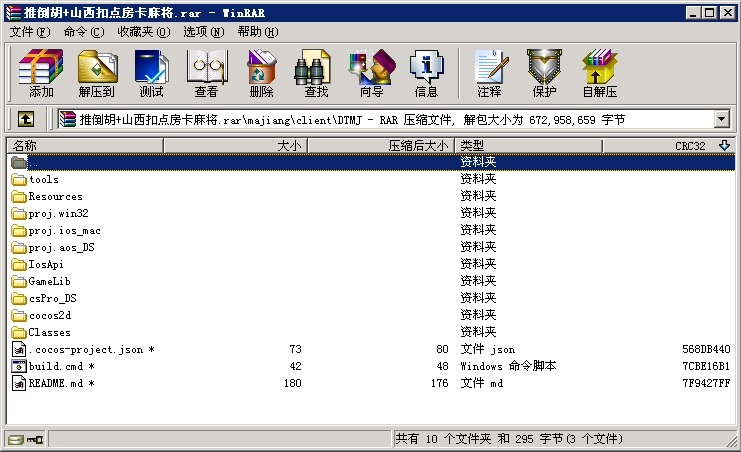 推倒胡+山西扣点房卡麻将.rar - WinRAR
文件(F) 命令(C) 收藏夹(O) 选项(N) 帮助(H)
添加 解压到 测试 查看 删除 查找 向导 信息 注释 保护 自解压
推倒胡+山西扣点房卡麻将.rar\majiang\client\DTMJ - RAR 压缩文件, 解包大小为 672,958,659 字节
名称 大小 压缩后大小 类型 CRC32
.. 资料夹
tools 资料夹
Resources 资料夹
proj.win32 资料夹
proj.ios_mac 资料夹
proj.aos_DS 资料夹
IosApi 资料夹
GameLib 资料夹
csPro_DS 资料夹
cocos2d 资料夹
Classes 资料夹
.cocos-project.json * 73 80 文件 json 568DB440
build.cmd * 42 48 Windows 命令脚本 7CBE16B1
README.md * 180 176 文件 md 7F9427FF
共有 10 个文件夹 和 295 字节(3 个文件)